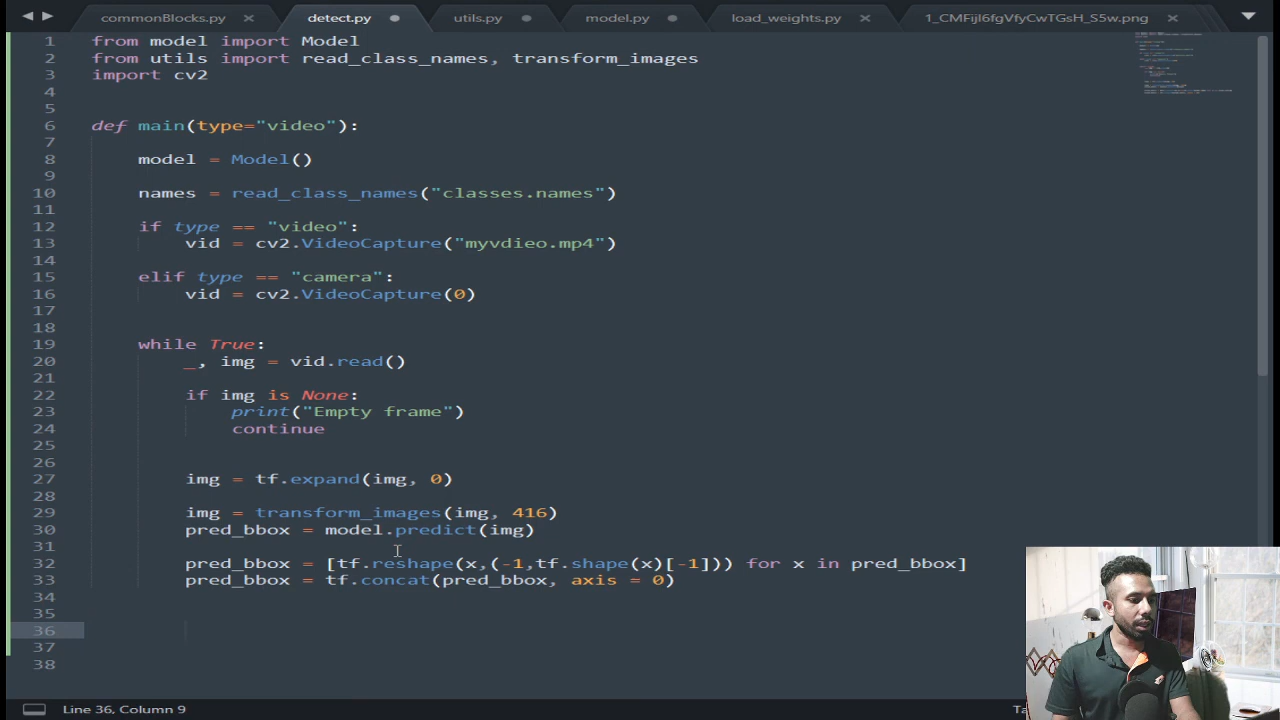 commonBlocks.py
detect.py
utils.py
model.py
load_weights.py
1_CMFijI6fgVfyCwTGsH_S5w.png
1 from model import Model
2 from utils import read_class_names, transform_images
3 import cv2
4
5
6 def main(type="video"):
7
8 model = Model()
9
10 names = read_class_names("classes.names")
11
12 if type == "video":
13 vid = cv2.VideoCapture("myvdieo.mp4")
14
15 elif type == "camera":
16 vid = cv2.VideoCapture(0)
17
18
19 while True:
20 _, img = vid.read()
21
22 if img is None:
23 print("Empty frame")
24 continue
25
26
27 img = tf.expand(img, 0)
28
29 img = transform_images(img, 416)
30 pred_bbox = model.predict(img)
31
32 pred_bbox = [tf.reshape(x,(-1,tf.shape(x)[-1])) for x in pred_bbox]
33 pred_bbox = tf.concat(pred_bbox, axis = 0)
34
35
36
37
38
Line 36, Column 9